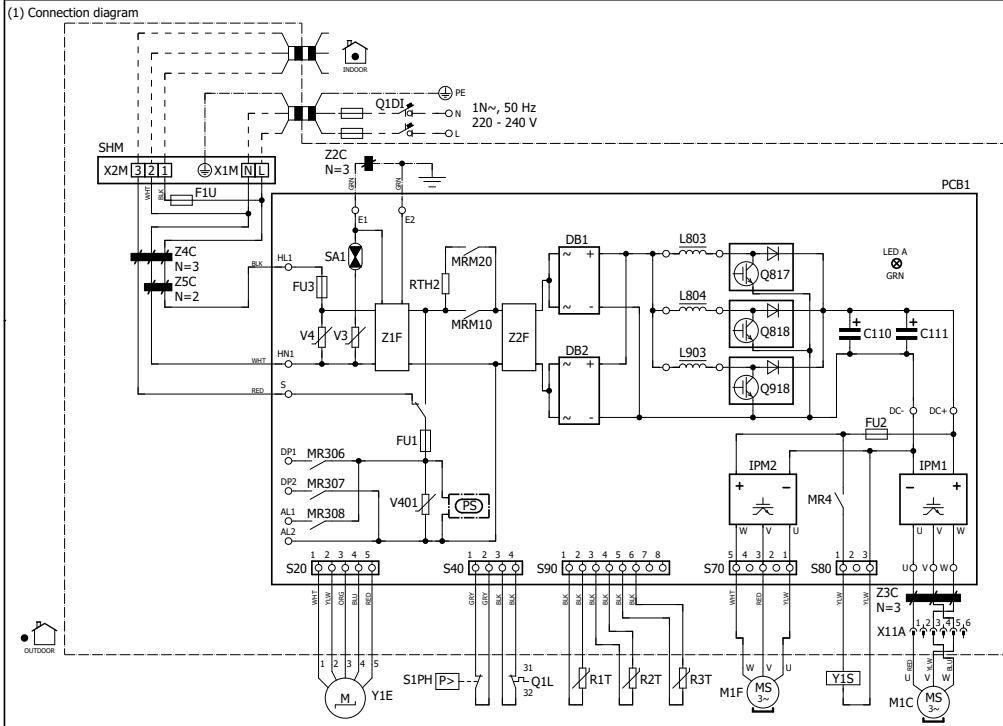 (1) Connection diagram
INDOOR
PE
Q1DI
N
1N~, 50 Hz
L
220 - 240 V
SHM
X2M 3 2 1 X1M N L
Z2C
N=3
PCB1
WHT
BLK
F1U
GRN
GRN
E1
E2
Z4C
N=3
Z5C
N=2
BLK
HL1
SA1
FU3
RTH2
MRM20
MRM10
DB1
~ +
~ -
L803
Q817
LED A
GRN
L804
Q818
+ C110
+ C111
V4
V3
Z1F
Z2F
WHT
HN1
DB2
~ +
~ -
L903
Q918
RED
S
FU1
DC-
DC+
FU2
DP1 MR306
DP2 MR307
AL1 MR308
AL2
V401
PS
IPM2
+ -
W V U
MR4
IPM1
- +
U V W
1 2 3 4 5
S20
1 2 3 4
S40
1 2 3 4 5 6 7 8
S90
5 4 3 2 1
S70
1 2 3
S80
U V W
WHT YLW ORG BLU RED
GRY GRY BLK BLK
BLK BLK BLK BLK BLK BLK
WHT RED YLW
YLW YLW
Z3C
N=3
X11A
1 2 3 4 5 6
RED YLW BLU
OUTDOOR
1 2 3 4 5
M
Y1E
S1PH P>
31
Q1L
32
R1T
R2T
R3T
W V U
M1F
MS
3~
Y1S
U V W
M1C
MS
3~